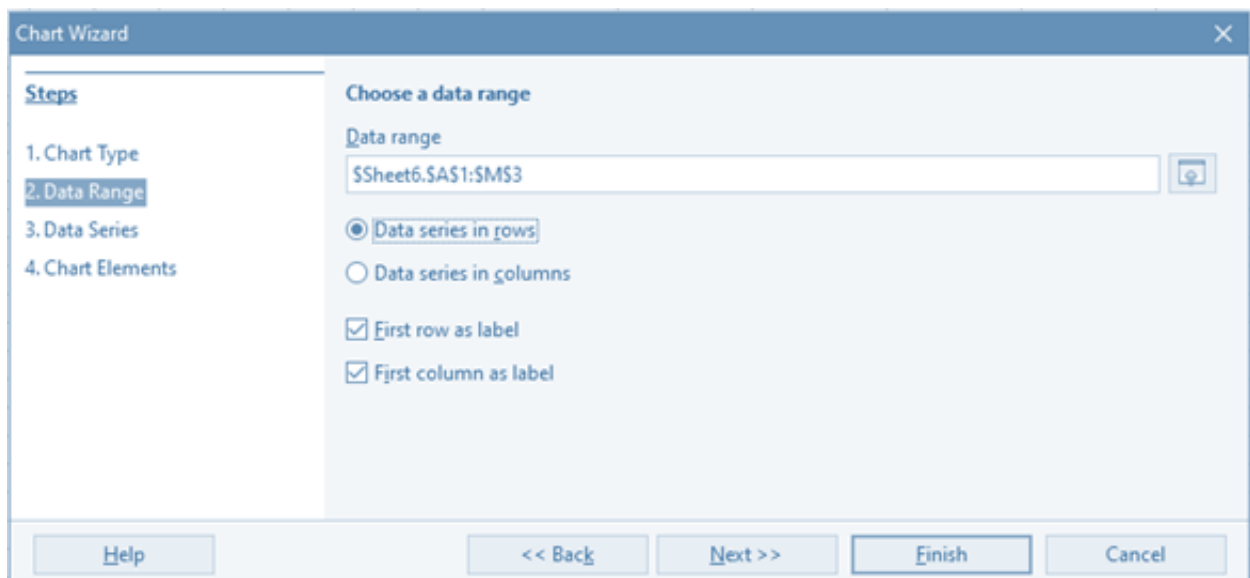 Chart Wizard
Steps
1. Chart Type
2. Data Range
3. Data Series
4. Chart Elements
Choose a data range
Data range
$Sheet6.$A$1:$M$3
Data series in rows
Data series in columns
First row as label
First column as label
Help
<< Back
Next >>
Finish
Cancel